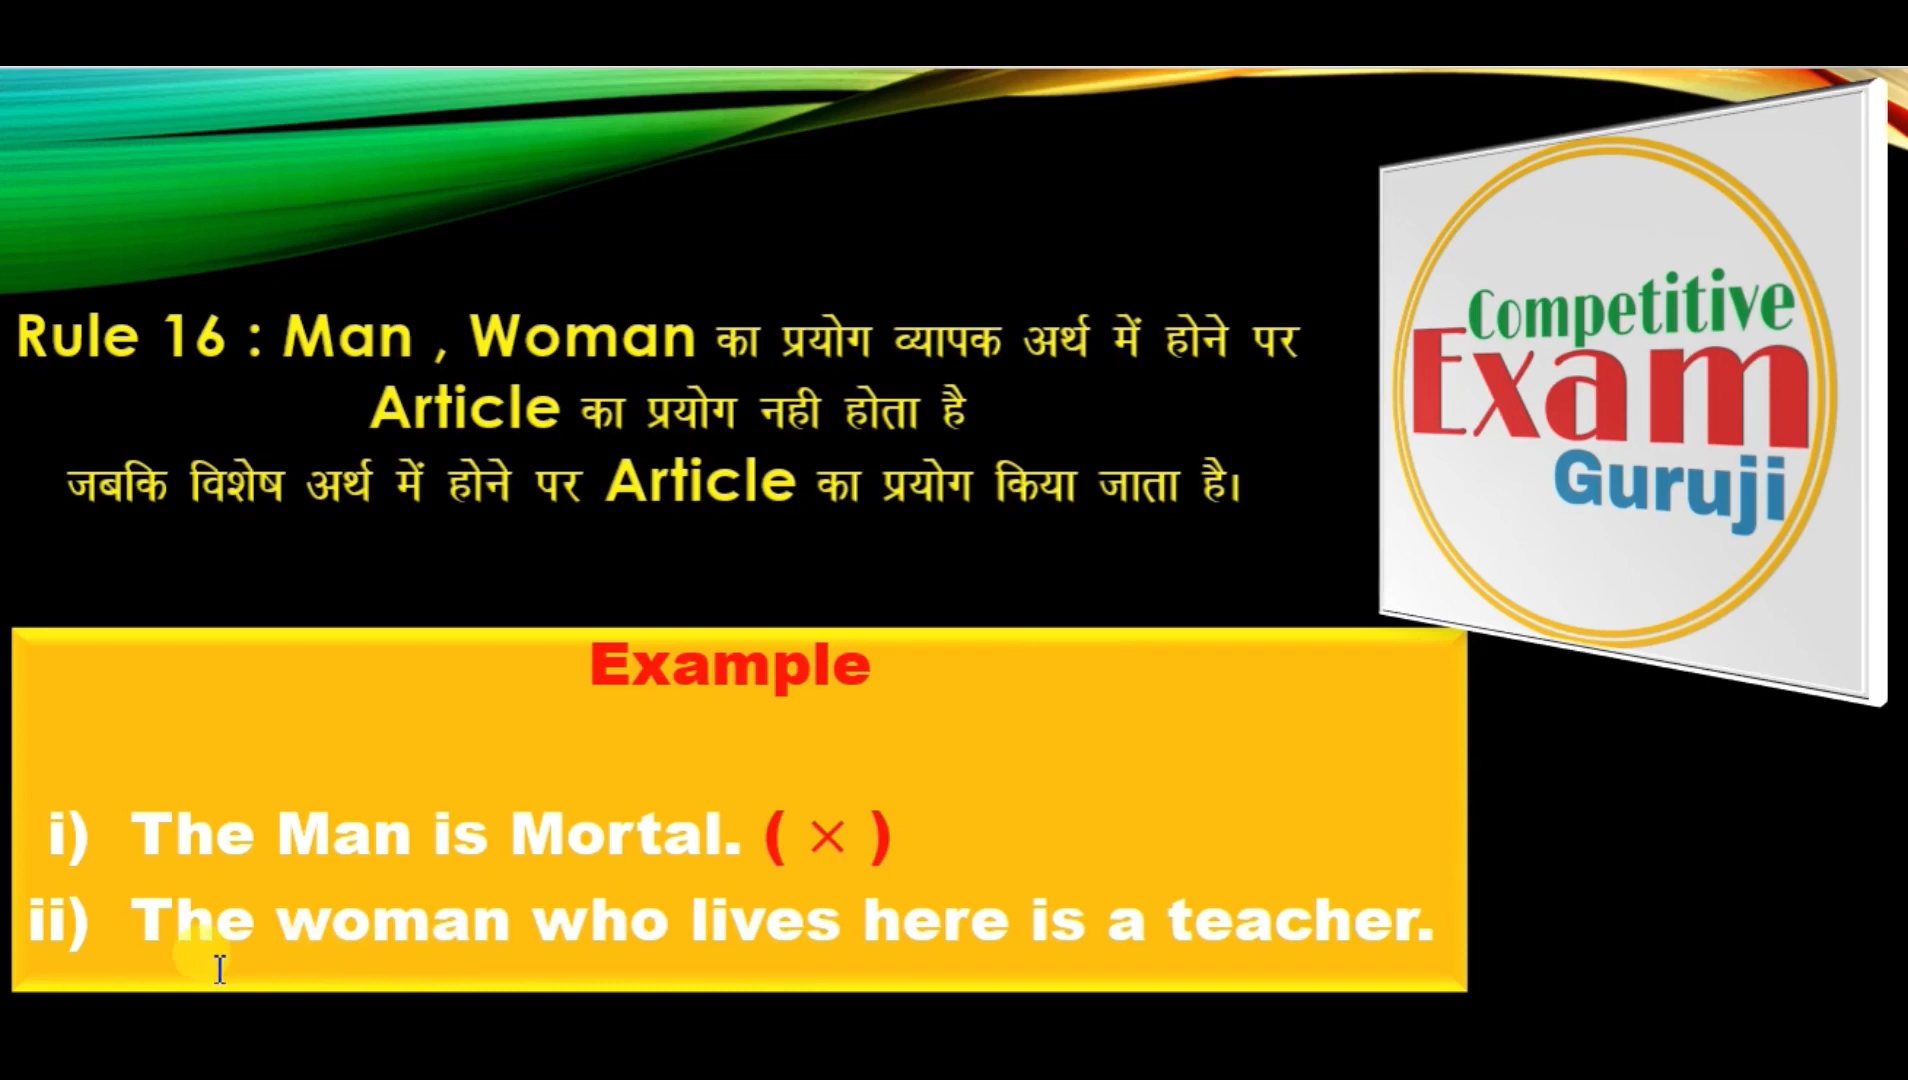 Rule 16 : Man , Woman का प्रयोग व्यापक अर्थ में होने पर
Article का प्रयोग नही होता है
जबकि विशेष अर्थ में होने पर Article का प्रयोग किया जाता है।
Competitive
Exam
Guruji
Example
i) The Man is Mortal. ( × )
ii) The woman who lives here is a teacher.